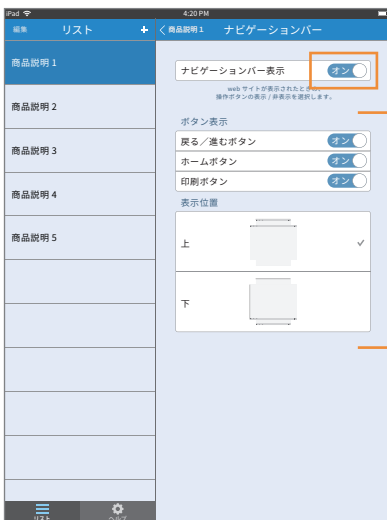 iPad
4:20 PM
編集
リスト
+
商品説明 1
ナビゲーションバー
商品説明 1
商品説明 2
商品説明 3
商品説明 4
商品説明 5
ナビゲーションバー表示
オン
web サイトが表示されたときの、
操作ボタンの表示 / 非表示を選択します。
ボタン表示
戻る／進むボタン
オン
ホームボタン
オン
印刷ボタン
オン
表示位置
上
下
リスト
ヘルプ